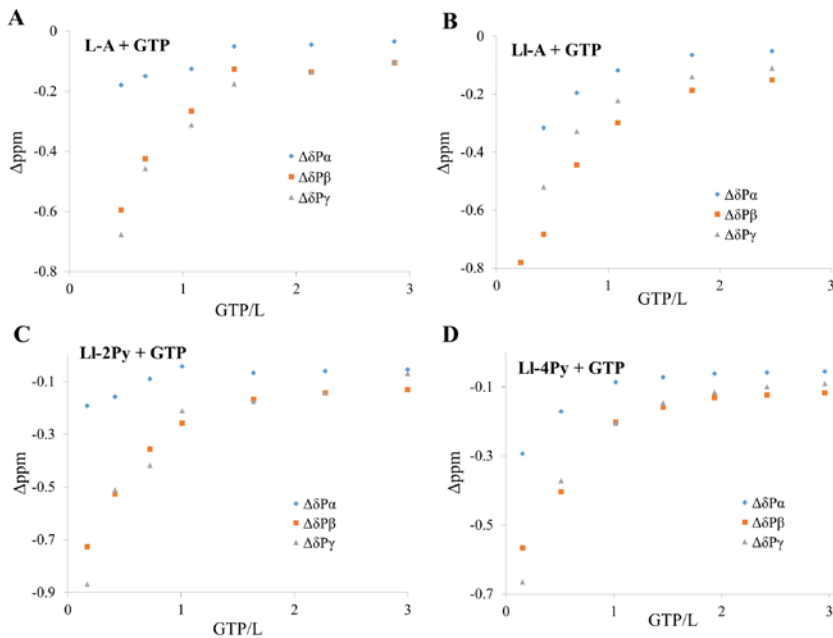 A
L-A + GTP
0
-0.2
-0.4
-0.6
-0.8
Δppm
ΔδPα
ΔδPβ
ΔδPγ
0 1 2 3
GTP/L
B
Ll-A + GTP
0
-0.2
-0.4
-0.6
-0.8
Δppm
ΔδPα
ΔδPβ
ΔδPγ
0 1 2 3
GTP/L
C
Ll-2Py + GTP
-0.1
-0.3
-0.5
-0.7
-0.9
Δppm
ΔδPα
ΔδPβ
ΔδPγ
0 1 2 3
GTP/L
D
Ll-4Py + GTP
-0.1
-0.3
-0.5
-0.7
Δppm
ΔδPα
ΔδPβ
ΔδPγ
0 1 2 3
GTP/L